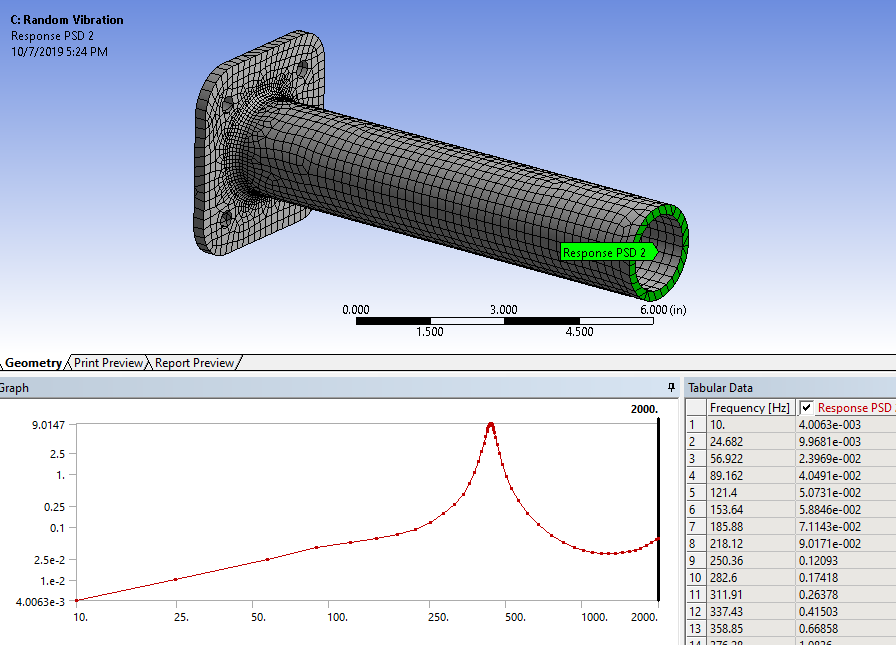 C: Random Vibration
Response PSD 2
10/7/2019 5:24 PM
Response PSD 2
0.000 3.000 6.000 (in)
1.500 4.500
Geometry Print Preview Report Preview
Graph
2000.
9.0147
2.5
1.
0.25
0.1
2.5e-2
1.e-2
4.0063e-3
10. 25. 50. 100. 250. 500. 1000. 2000.
Tabular Data
Frequency [Hz] Response PSD
1 10. 4.0063e-003
2 24.682 9.9681e-003
3 56.922 2.3969e-002
4 89.162 4.0491e-002
5 121.4 5.0731e-002
6 153.64 5.8846e-002
7 185.88 7.1143e-002
8 218.12 9.0171e-002
9 250.36 0.12093
10 282.6 0.17418
11 311.91 0.26378
12 337.43 0.41503
13 358.85 0.66858